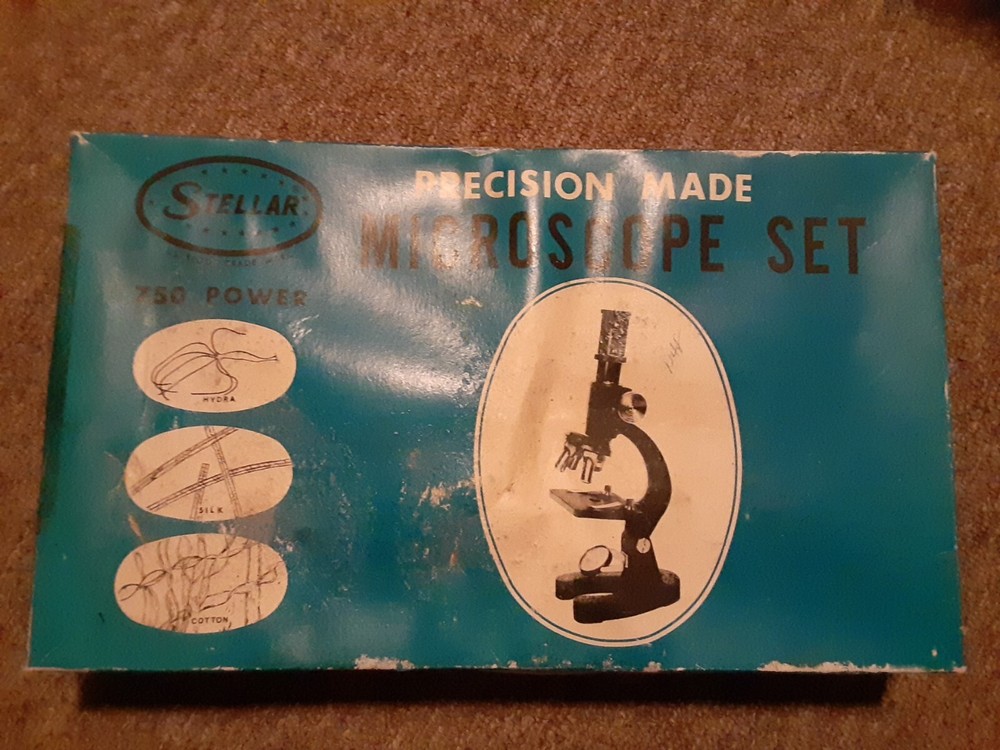 STELLAR
750 POWER
PRECISION MADE
MICROSCOPE SET
HYDRA
SILK
COTTON